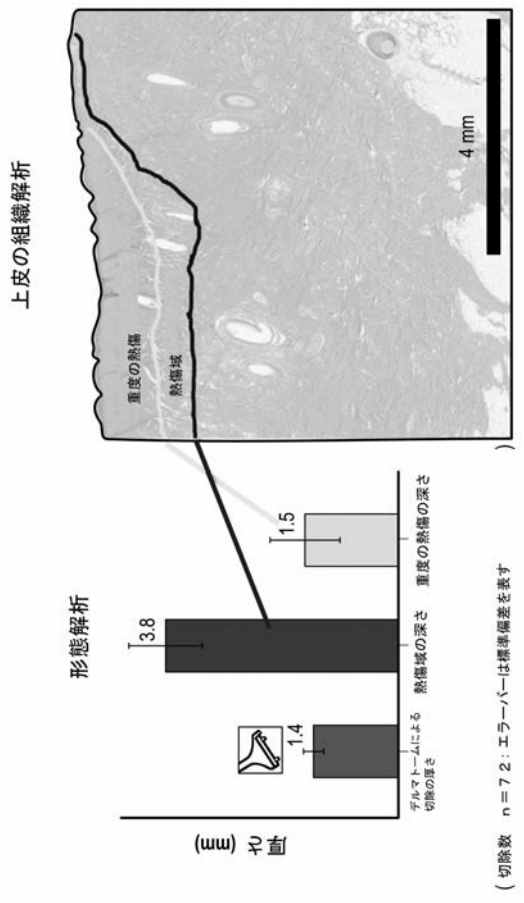 上皮の組織解析
重度の熱傷
熱傷域
4 mm
形態解析
厚さ (mm)
1.4
3.8
1.5
デルマトームによる
切除の厚さ
熱傷域の深さ
重度の熱傷の深さ
( 切除数 n=72:エラーバーは標準偏差を表す )